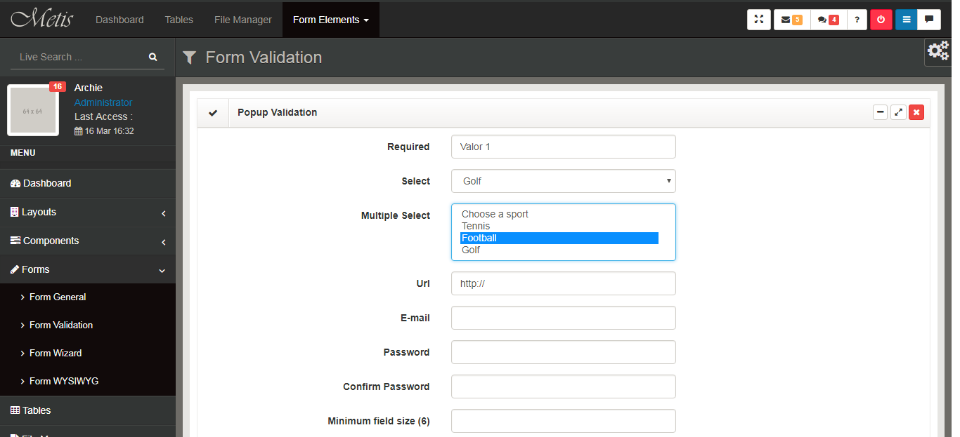 Metis Dashboard Tables File Manager Form Elements
5 4 ?
Live Search ...
Form Validation
16 Archie
Administrator
Last Access :
16 Mar 16:32
64 x 64
MENU
Dashboard
Layouts
Components
Forms
Form General
Form Validation
Form Wizard
Form WYSIWYG
Tables
Popup Validation
Required Valor 1
Select Golf
Multiple Select Choose a sport
Tennis
Football
Golf
Url http://
E-mail
Password
Confirm Password
Minimum field size (6)